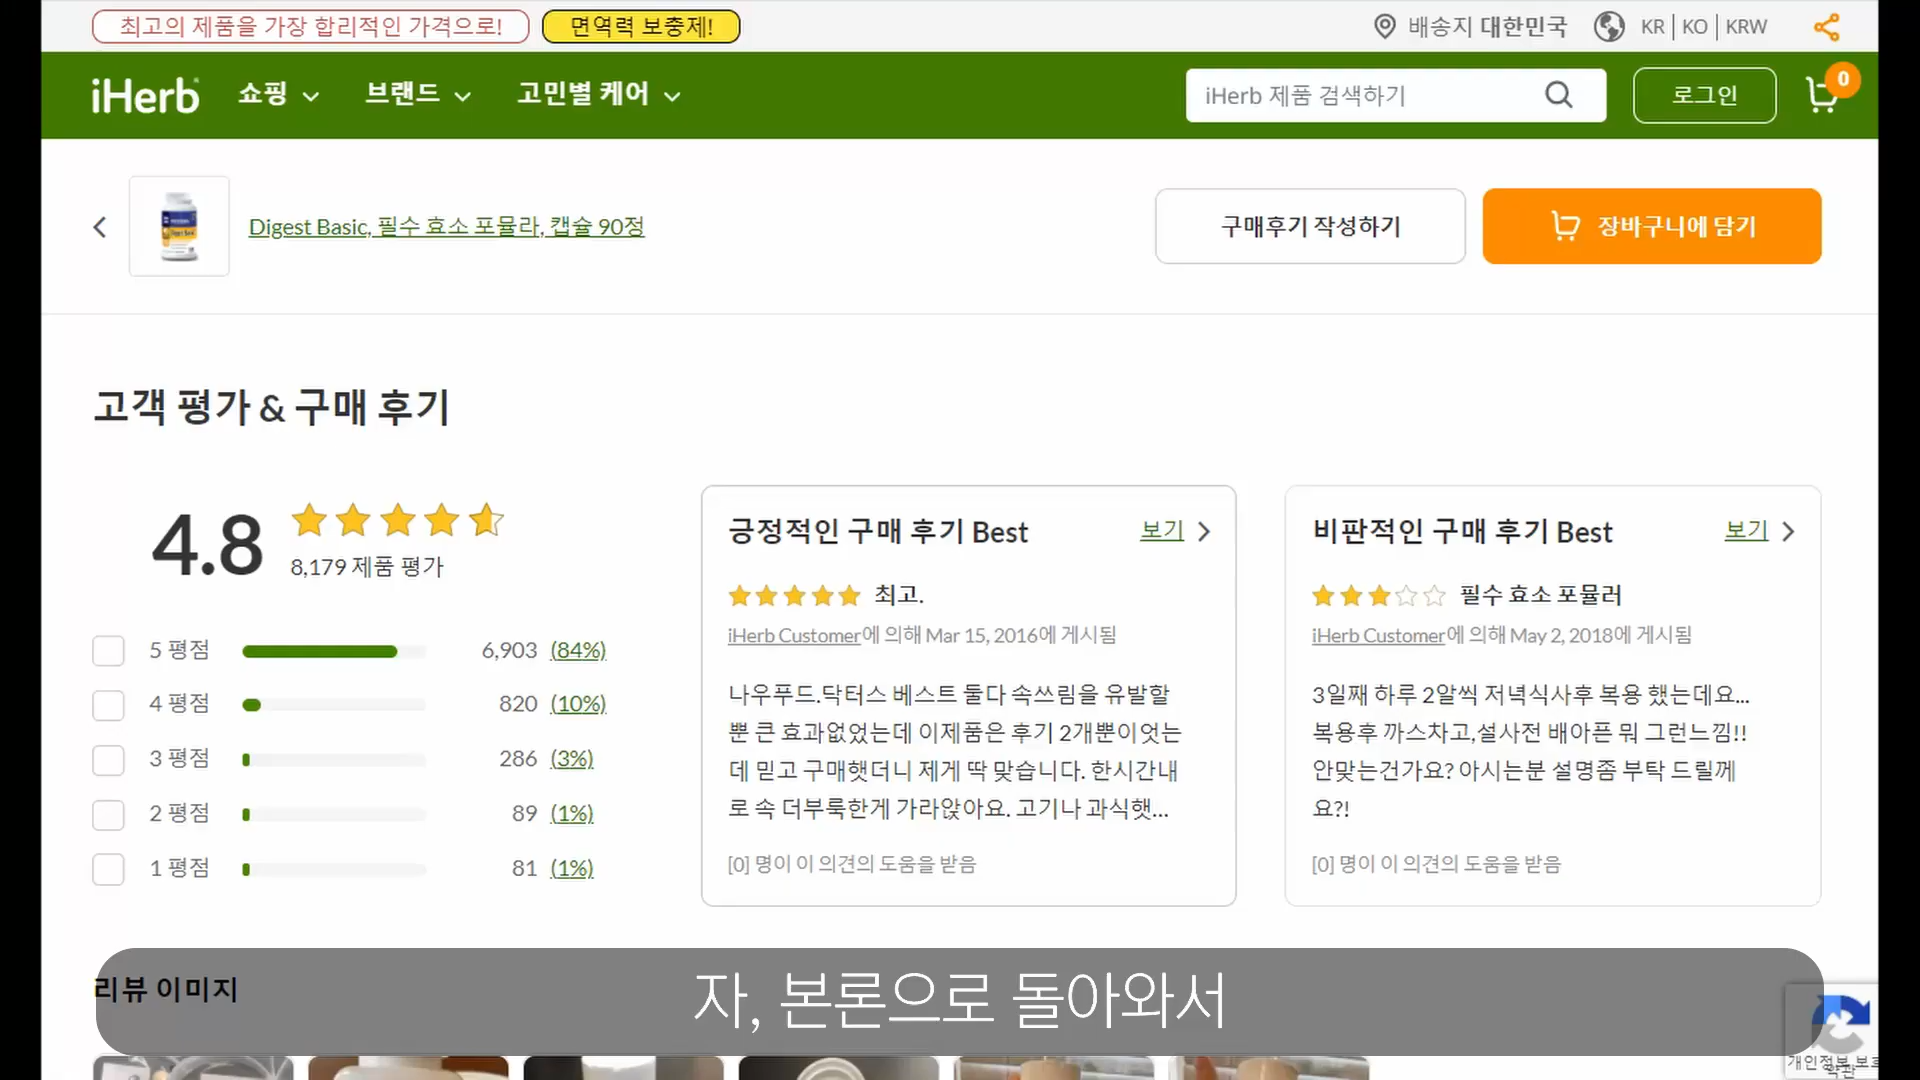 최고의 제품을 가장 합리적인 가격으로!
면역력 보충제!
배송지 대한민국
KR | KO | KRW
iHerb
쇼핑
브랜드
고민별 케어
iHerb 제품 검색하기
로그인
0
Digest Basic, 필수 효소 포뮬라, 캡슐 90정
구매후기 작성하기
장바구니에 담기
고객 평가 & 구매 후기
4.8
8,179 제품 평가
5 평점 6,903 (84%)
4 평점 820 (10%)
3 평점 286 (3%)
2 평점 89 (1%)
1 평점 81 (1%)
긍정적인 구매 후기 Best
보기
최고.
iHerb Customer에 의해 Mar 15, 2016에 게시됨
나우푸드.닥터스 베스트 둘다 속쓰림을 유발할
뿐 큰 효과없었는데 이제품은 후기 2개뿐이엇는
데 믿고 구매햇더니 제게 딱 맞습니다. 한시간내
로 속 더부룩한게 가라앉아요. 고기나 과식햇...
[0] 명이 이 의견의 도움을 받음
비판적인 구매 후기 Best
보기
필수 효소 포뮬러
iHerb Customer에 의해 May 2, 2018에 게시됨
3일째 하루 2알씩 저녁식사후 복용 했는데요...
복용후 까스차고,설사전 배아픈 뭐 그런느낌!!
안맞는건가요? 아시는분 설명좀 부탁 드릴께
요?!
[0] 명이 이 의견의 도움을 받음
리뷰 이미지
자, 본론으로 돌아와서
개인정보 보호
약관